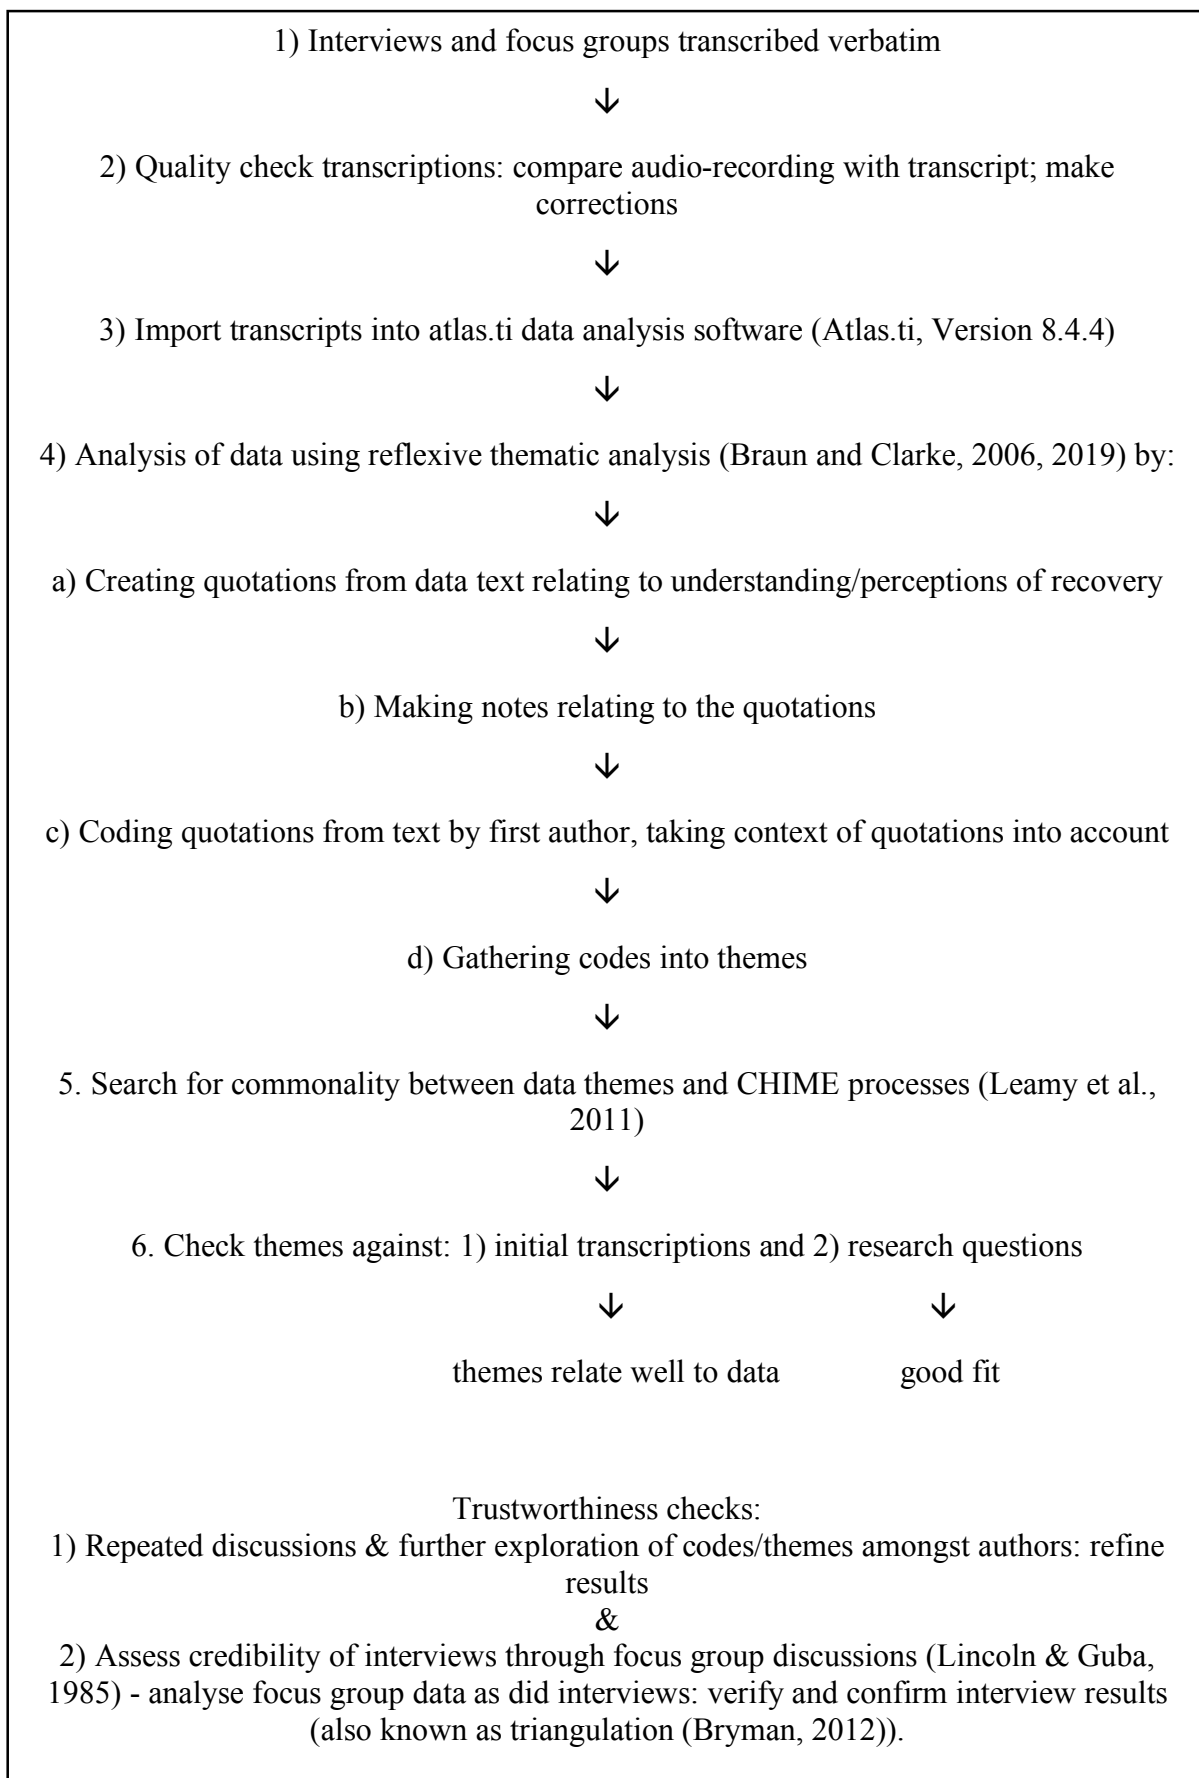 1) Interviews and focus groups transcribed verbatim
↓
2) Quality check transcriptions: compare audio-recording with transcript; make
corrections
↓
3) Import transcripts into atlas.ti data analysis software (Atlas.ti, Version 8.4.4)
↓
4) Analysis of data using reflexive thematic analysis (Braun and Clarke, 2006, 2019) by:
↓
a) Creating quotations from data text relating to understanding/perceptions of recovery
↓
b) Making notes relating to the quotations
↓
c) Coding quotations from text by first author, taking context of quotations into account
↓
d) Gathering codes into themes
↓
5. Search for commonality between data themes and CHIME processes (Leamy et al.,
2011)
↓
6. Check themes against: 1) initial transcriptions and 2) research questions
↓ ↓
themes relate well to data good fit
Trustworthiness checks:
1) Repeated discussions & further exploration of codes/themes amongst authors: refine
results
&
2) Assess credibility of interviews through focus group discussions (Lincoln & Guba,
1985) - analyse focus group data as did interviews: verify and confirm interview results
(also known as triangulation (Bryman, 2012)).